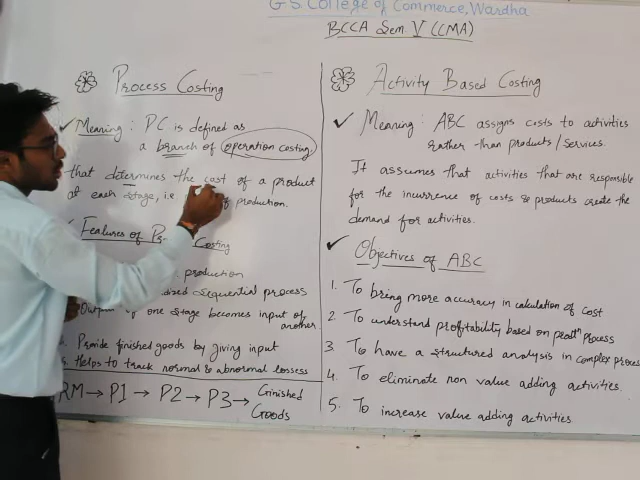 GS College of Commerce, Wardha
BCCA Sem V (CMA)
Process Costing
Meaning : PC is defined as
a branch of operation costing
that determines the cost of a product
at each stage, i.e. of production.
Features of Costing
production
Sequential process
Output of one stage becomes input of
another.
Provide finished goods by giving input
Helps to track normal & abnormal lossess
RM → P1 → P2 → P3 → Ginished
Goods
Activity Based Costing
Meaning : ABC assigns costs to activities
rather than products / services.
It assumes that activities that are responsible
for the incurrence of costs & products create the
demand for activities.
Objectives of ABC
1. To bring more accuracy in calculation of cost
2. To understand profitability based on process
3. To have a structured analysis in complex process
4. To eliminate non value adding activities
5. To increase value adding activities